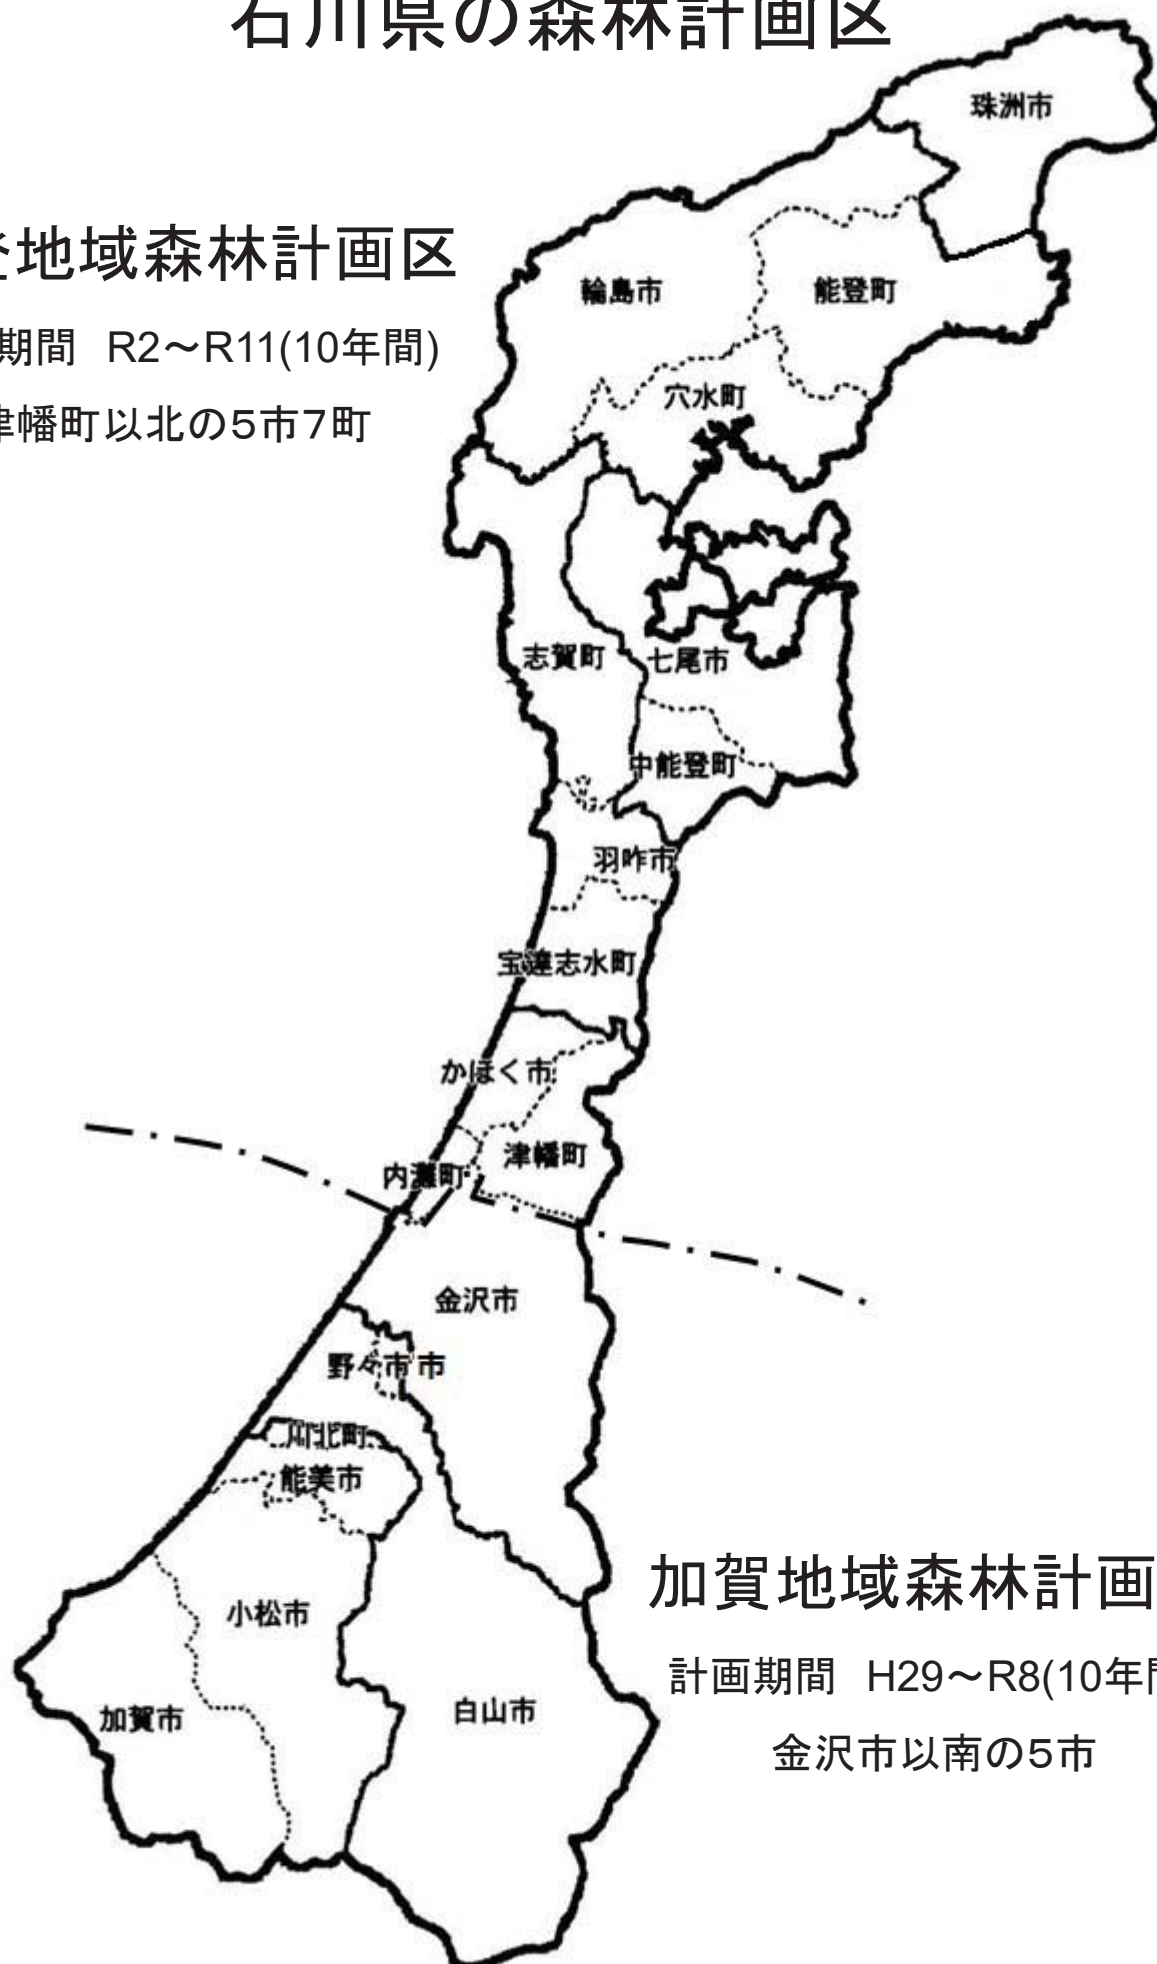 石川県の森林計画区
珠洲市
登地域森林計画区
輪島市
能登町
期間 R2～R11(10年間)
穴水町
津幡町以北の5市7町
志賀町
七尾市
中能登町
羽咋市
宝達志水町
かほく市
津幡町
内灘町
金沢市
野々市市
川北町
能美市
加賀地域森林計画
小松市
計画期間 H29～R8(10年間
加賀市
白山市
金沢市以南の5市